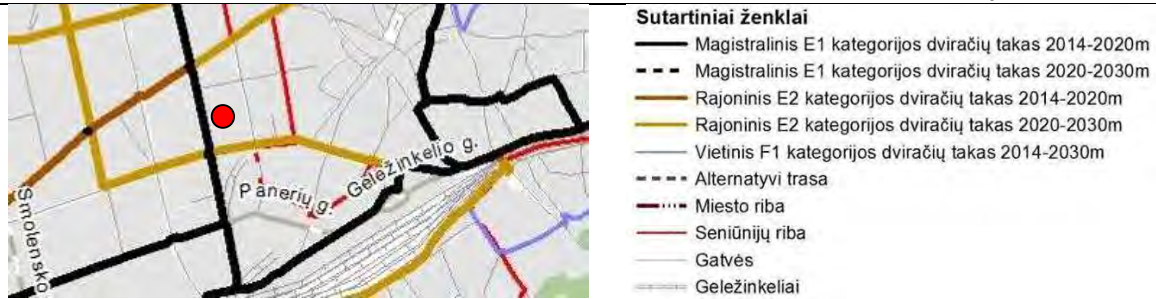 Smolensko
Panerių g.
Geležinkelio g.
Sutartiniai ženklai
Magistralinis E1 kategorijos dviračių takas 2014-2020m
Magistralinis E1 kategorijos dviračių takas 2020-2030m
Rajoninis E2 kategorijos dviračių takas 2014-2020m
Rajoninis E2 kategorijos dviračių takas 2020-2030m
Vietinis F1 kategorijos dviračių takas 2014-2030m
Alternatyvi trasa
Miesto riba
Seniūnijų riba
Gatvės
Geležinkeliai